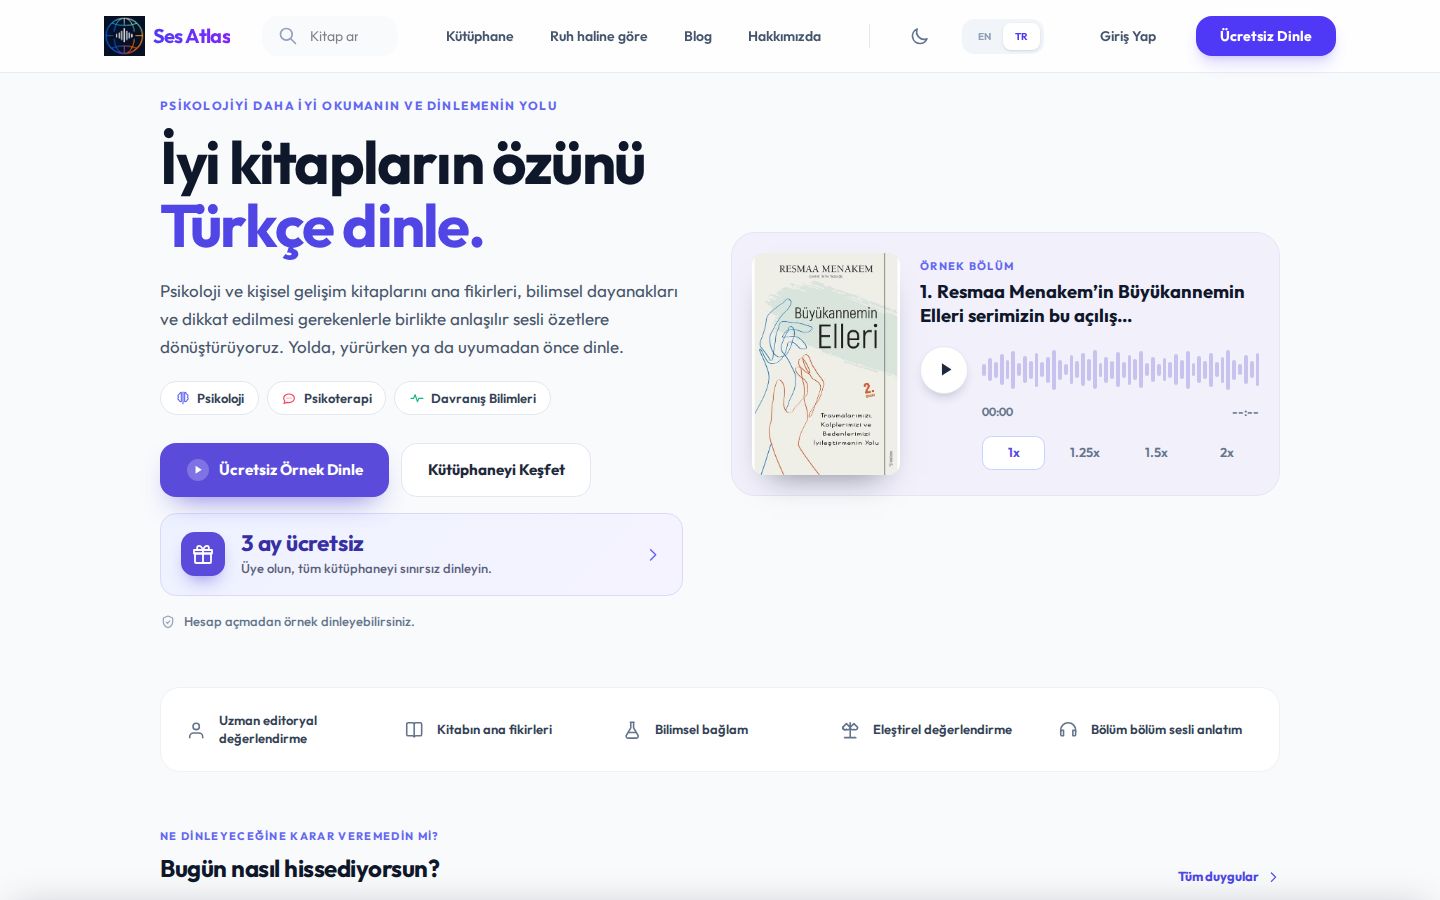 Ses Atlas
Kitap ar
Kütüphane
Ruh haline göre
Blog
Hakkımızda
EN
TR
Giriş Yap
Ücretsiz Dinle
PSİKOLOJİYİ DAHA İYİ OKUMANIN VE DİNLEMENİN YOLU
İyi kitapların özünü
Türkçe dinle.
Psikoloji ve kişisel gelişim kitaplarını ana fikirleri, bilimsel dayanakları
ve dikkat edilmesi gerekenlerle birlikte anlaşılır sesli özetlere
dönüştürüyoruz. Yolda, yürürken ya da uyumadan önce dinle.
Psikoloji
Psikoterapi
Davranış Bilimleri
Ücretsiz Örnek Dinle
Kütüphaneyi Keşfet
3 ay ücretsiz
Üye olun, tüm kütüphaneyi sınırsız dinleyin.
Hesap açmadan örnek dinleyebilirsiniz.
RESMAA MENAKEM
Büyükannemin
Elleri
2.
Travmalarımızı,
Kalplerimizi ve
Bedenlerimizi
İyileştirmenin Yolu
ÖRNEK BÖLÜM
1. Resmaa Menakem’in Büyükannemin
Elleri serimizin bu açılış...
00:00
--:--
1x
1.25x
1.5x
2x
Uzman editoryal
değerlendirme
Kitabın ana fikirleri
Bilimsel bağlam
Eleştirel değerlendirme
Bölüm bölüm sesli anlatım
NE DİNLEYECEĞİNE KARAR VEREMEDİN Mİ?
Bugün nasıl hissediyorsun?
Tüm duygular